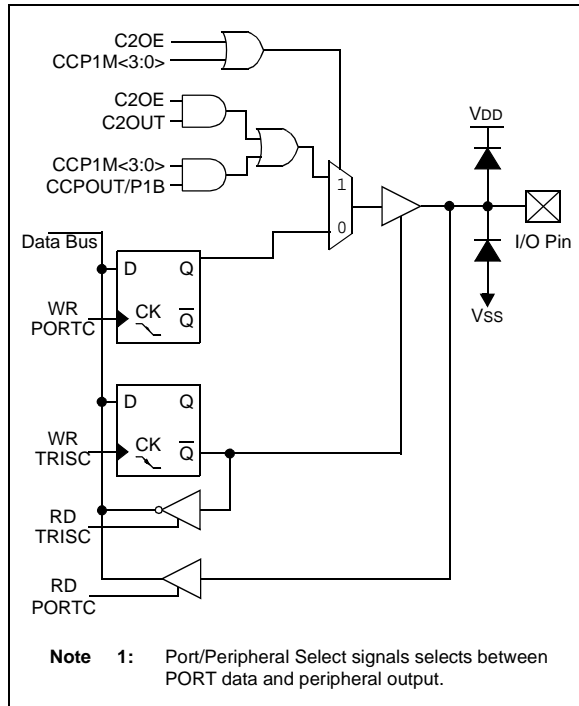 C2OE
CCP1M<3:0>
C2OE
C2OUT
CCP1M<3:0>
CCPOUT/P1B
VDD
1
0
I/O Pin
VSS
Data Bus
D Q
WR
PORTC
CK Q
D Q
WR
TRISC
CK Q
RD
TRISC
RD
PORTC
Note 1: Port/Peripheral Select signals selects between
PORT data and peripheral output.